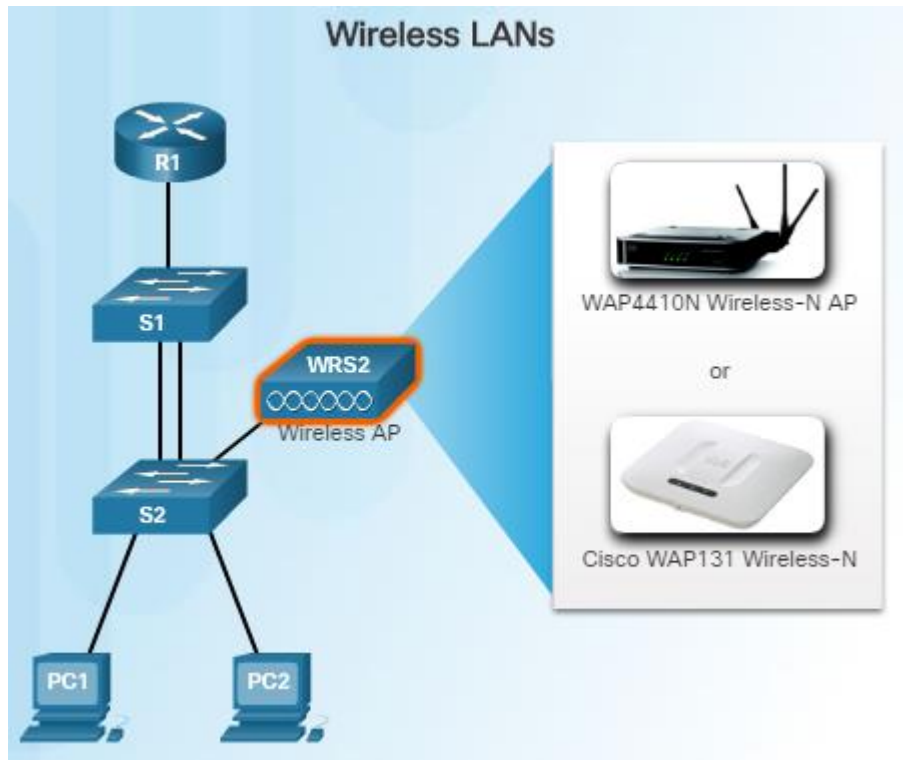 Wireless LANs
R1
S1
WRS2
Wireless AP
S2
PC1
PC2
WAP4410N Wireless-N AP
or
Cisco WAP131 Wireless-N